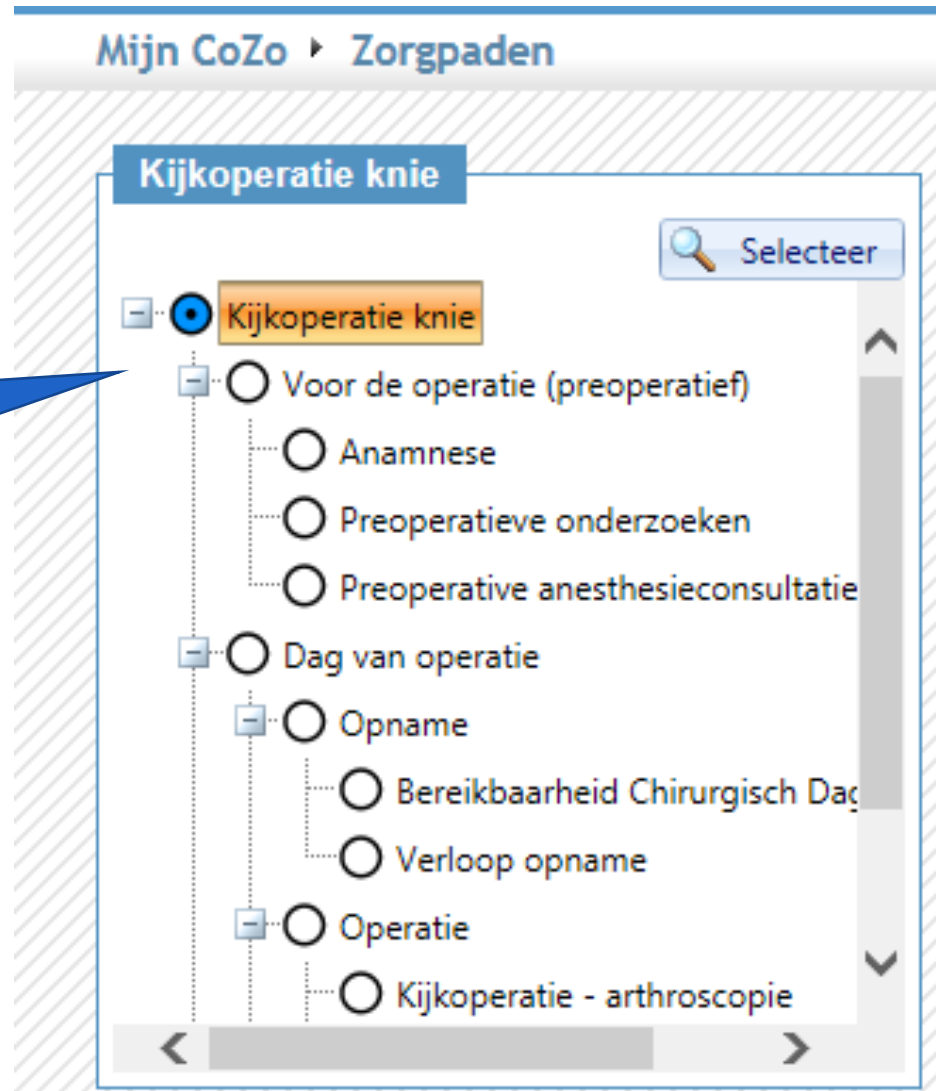 Mijn CoZo ‣ Zorgpaden
Kijkoperatie knie
Selecteer
Kijkoperatie knie
Voor de operatie (preoperatief)
Anamnese
Preoperatieve onderzoeken
Preoperative anesthesieconsultatie
Dag van operatie
Opname
Bereikbaarheid Chirurgisch Dag
Verloop opname
Operatie
Kijkoperatie - arthroscopie